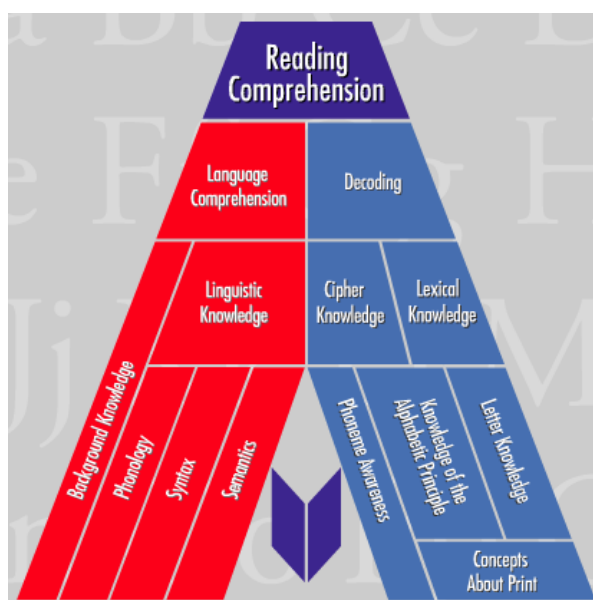 Reading
Comprehension
Language
Comprehension
Decoding
Linguistic
Knowledge
Cipher
Knowledge
Lexical
Knowledge
Background Knowledge
Phonology
Syntax
Semantics
Phoneme Awareness
Knowledge of the
Alphabetic Principle
Letter Knowledge
Concepts
About Print